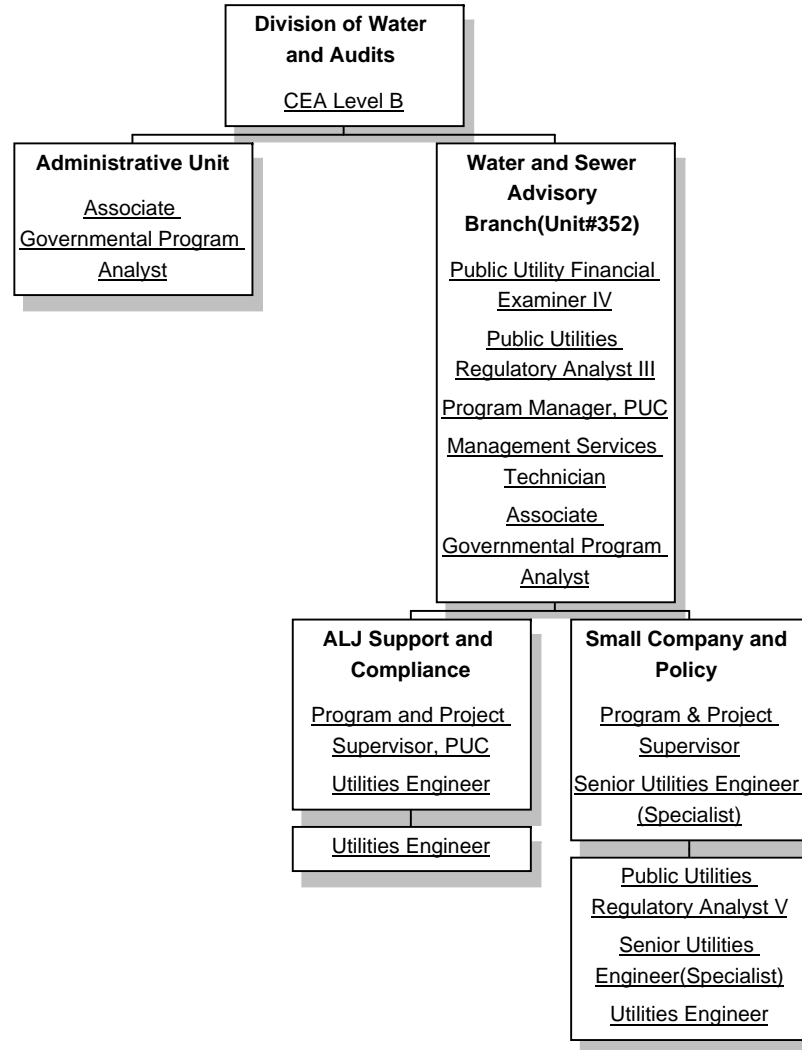 Division of Water
and Audits
CEA Level B
Administrative Unit
Associate
Governmental Program
Analyst
Water and Sewer
Advisory
Branch(Unit#352)
Public Utility Financial
Examiner IV
Public Utilities
Regulatory Analyst III
Program Manager, PUC
Management Services
Technician
Associate
Governmental Program
Analyst
ALJ Support and
Compliance
Program and Project
Supervisor, PUC
Utilities Engineer
Utilities Engineer
Small Company and
Policy
Program & Project
Supervisor
Senior Utilities Engineer
(Specialist)
Public Utilities
Regulatory Analyst V
Senior Utilities
Engineer(Specialist)
Utilities Engineer